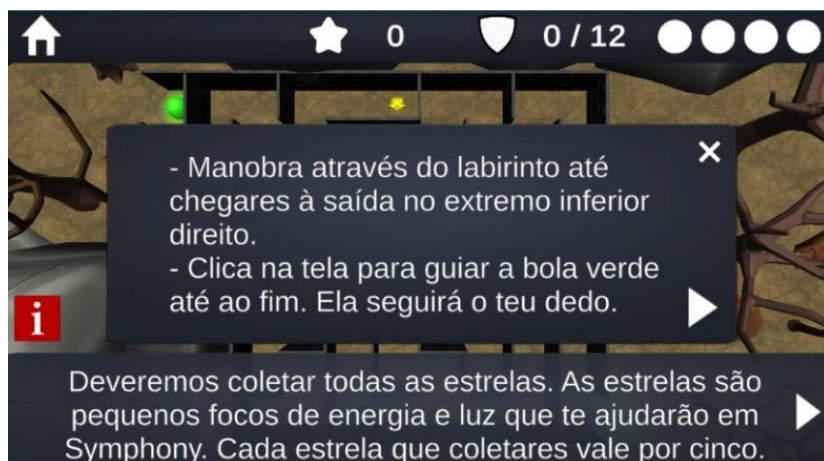 0
0 / 12
- Manobra através do labirinto até
chegares à saída no extremo inferior
direito.
- Clica na tela para guiar a bola verde
até ao fim. Ela seguirá o teu dedo.
i
Deveremos coletar todas as estrelas. As estrelas são
pequenos focos de energia e luz que te ajudarão em
Symphony. Cada estrela que coletares vale por cinco.